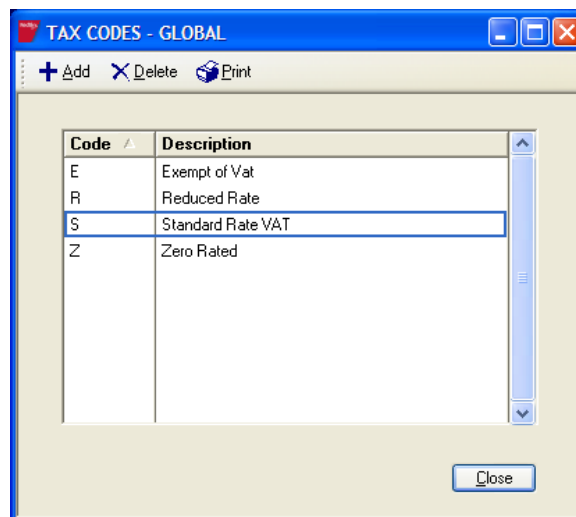 TAX CODES - GLOBAL
Add Delete Print
Code Description
E Exempt of Vat
R Reduced Rate
S Standard Rate VAT
Z Zero Rated
Close